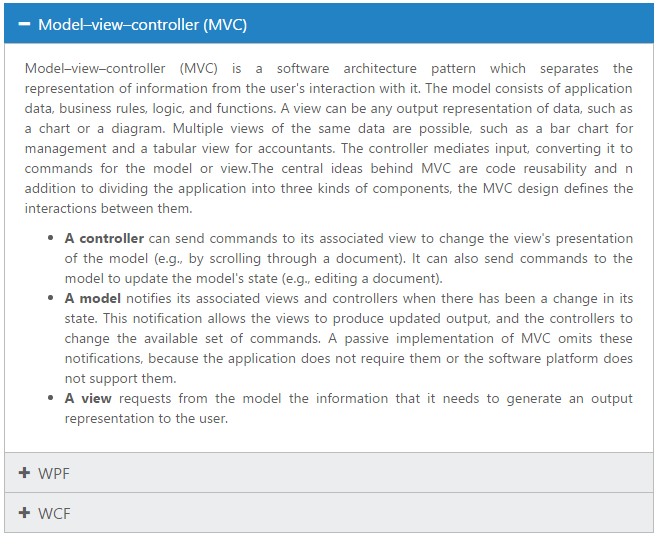 Model–view–controller (MVC)
Model–view–controller (MVC) is a software architecture pattern which separates the
representation of information from the user's interaction with it. The model consists of application
data, business rules, logic, and functions. A view can be any output representation of data, such as
a chart or a diagram. Multiple views of the same data are possible, such as a bar chart for
management and a tabular view for accountants. The controller mediates input, converting it to
commands for the model or view.The central ideas behind MVC are code reusability and n
addition to dividing the application into three kinds of components, the MVC design defines the
interactions between them.
• A controller can send commands to its associated view to change the view's presentation
of the model (e.g., by scrolling through a document). It can also send commands to the
model to update the model's state (e.g., editing a document).
• A model notifies its associated views and controllers when there has been a change in its
state. This notification allows the views to produce updated output, and the controllers to
change the available set of commands. A passive implementation of MVC omits these
notifications, because the application does not require them or the software platform does
not support them.
• A view requests from the model the information that it needs to generate an output
representation to the user.
WPF
WCF